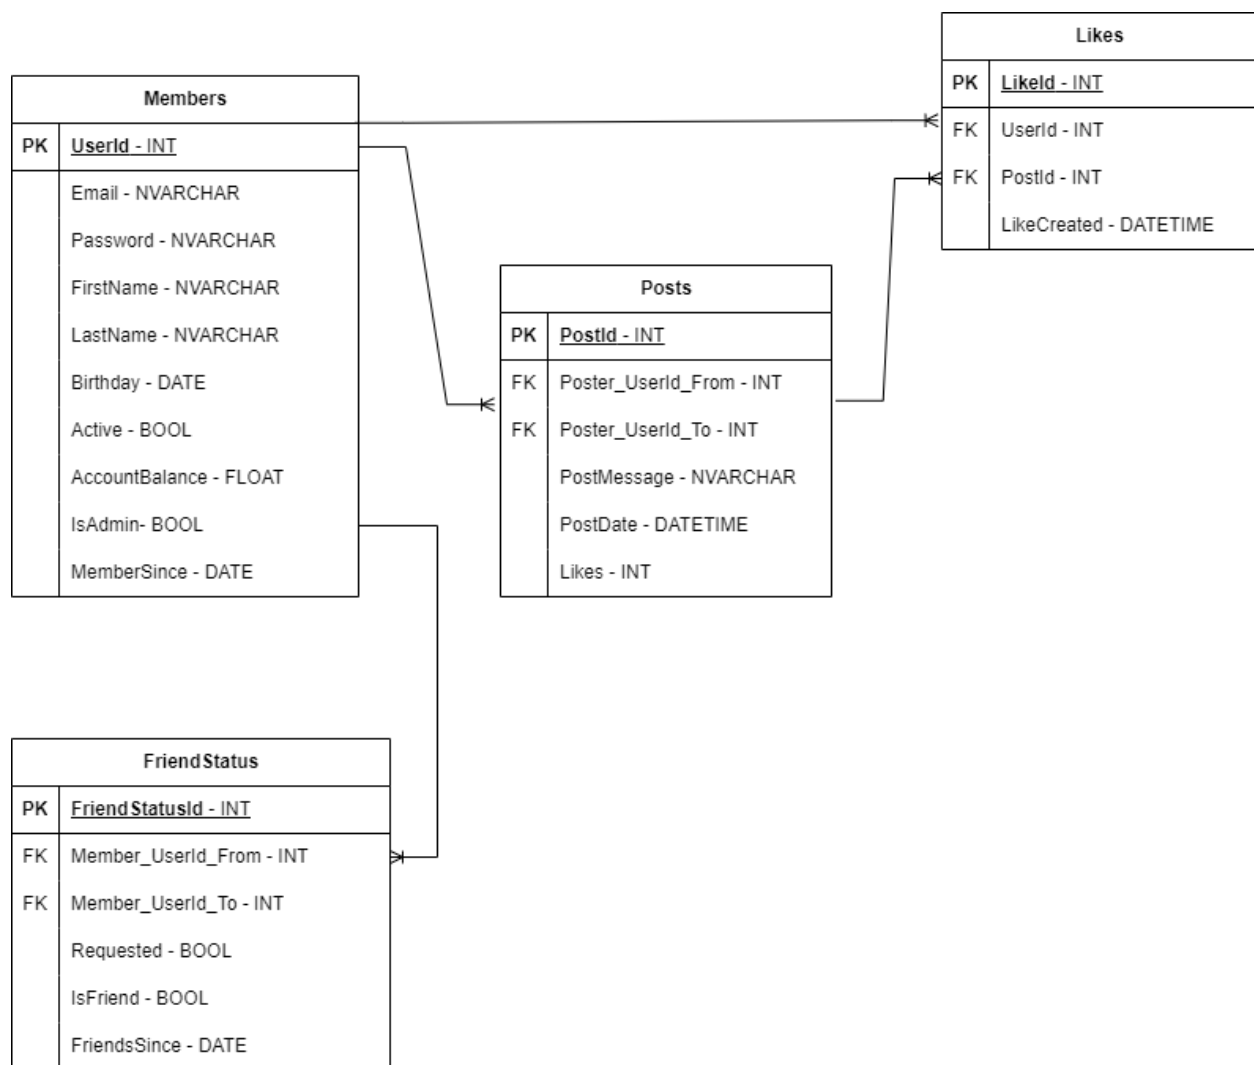 Likes
PK LikeId - INT
FK UserId - INT
FK PostId - INT
LikeCreated - DATETIME
Members
PK UserId - INT
Email - NVARCHAR
Password - NVARCHAR
FirstName - NVARCHAR
LastName - NVARCHAR
Birthday - DATE
Active - BOOL
AccountBalance - FLOAT
IsAdmin- BOOL
MemberSince - DATE
Posts
PK PostId - INT
FK Poster_UserId_From - INT
FK Poster_UserId_To - INT
PostMessage - NVARCHAR
PostDate - DATETIME
Likes - INT
FriendStatus
PK FriendStatusId - INT
FK Member_UserId_From - INT
FK Member_UserId_To - INT
Requested - BOOL
IsFriend - BOOL
FriendsSince - DATE